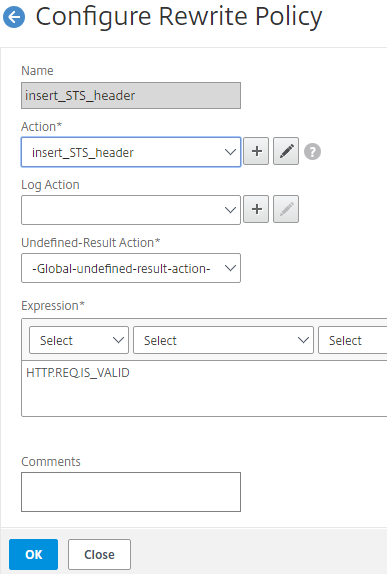 Configure Rewrite Policy
Name
insert_STS_header
Action*
insert_STS_header
+
?
Log Action
+
Undefined-Result Action*
-Global-undefined-result-action-
Expression*
Select Select Select
HTTP.REQ.IS_VALID
Comments
OK Close